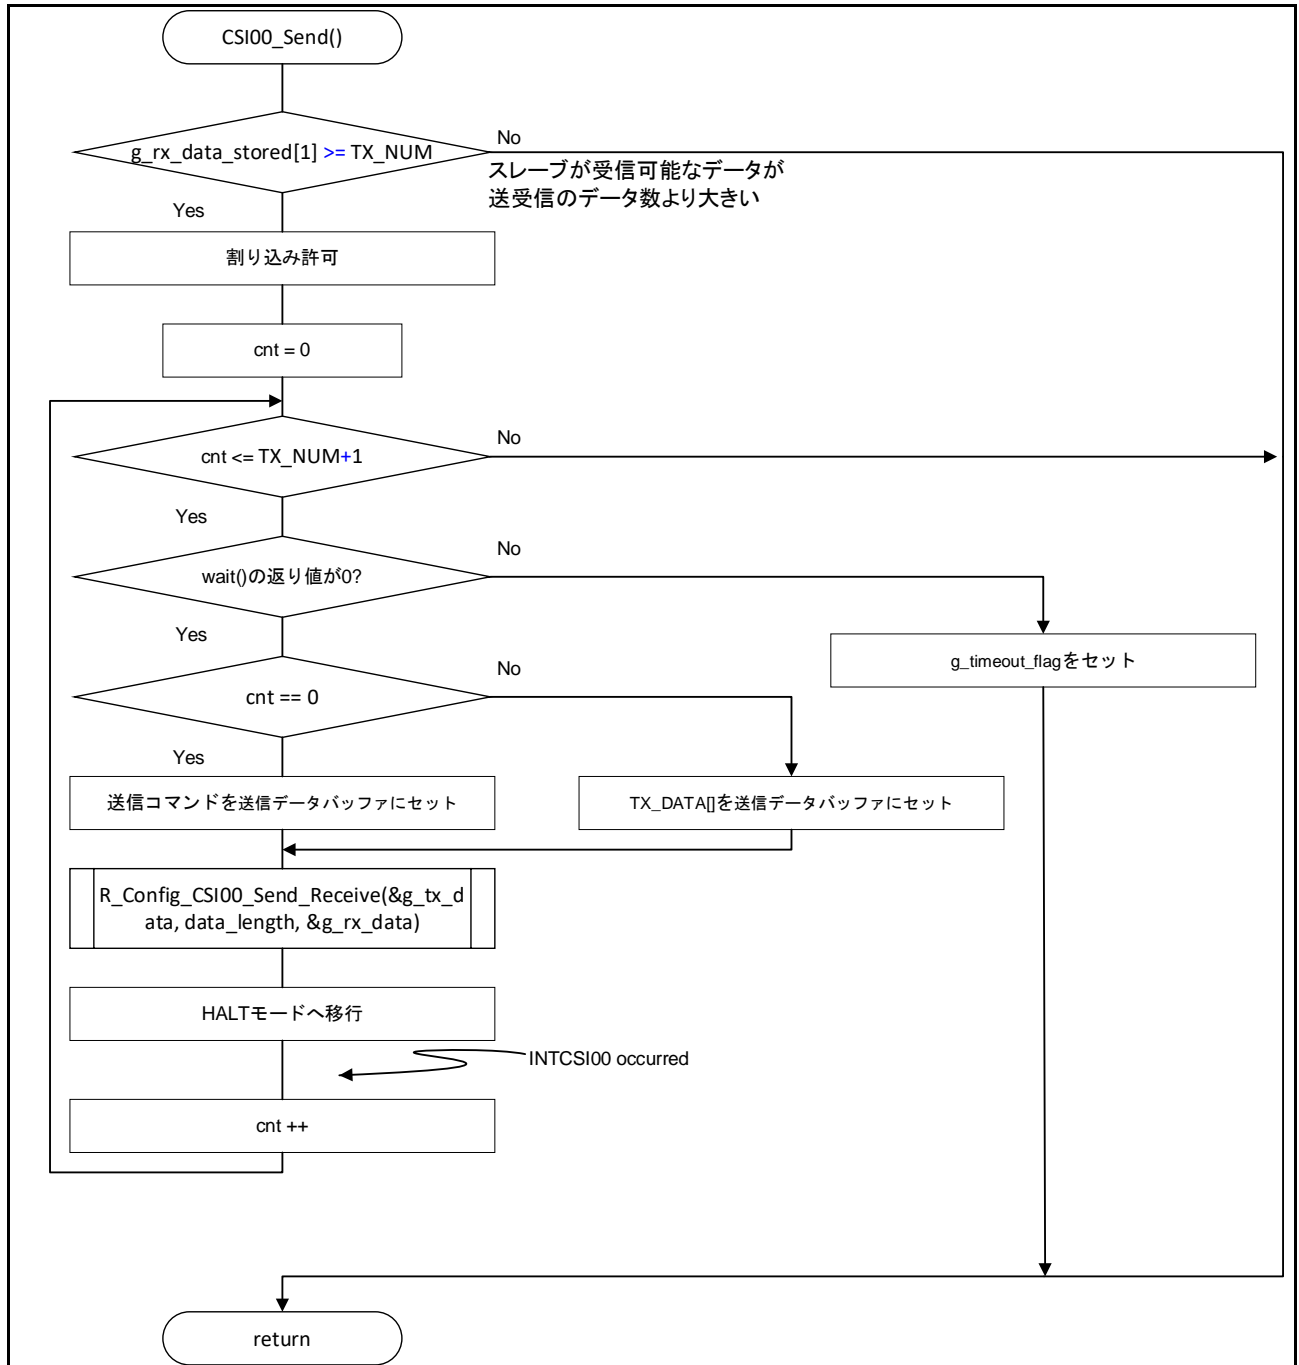 CSI00_Send()
g_rx_data_stored[1] >= TX_NUM
No
スレーブが受信可能なデータが
送受信のデータ数より大きい
Yes
割り込み許可
cnt = 0
cnt <= TX_NUM+1
No
Yes
wait()の返り値が0?
No
Yes
g_timeout_flagをセット
cnt == 0
No
Yes
送信コマンドを送信データバッファにセット
TX_DATA[]を送信データバッファにセット
R_Config_CSI00_Send_Receive(&g_tx_d
ata, data_length, &g_rx_data)
HALTモードへ移行
INTCSI00 occurred
cnt ++
return